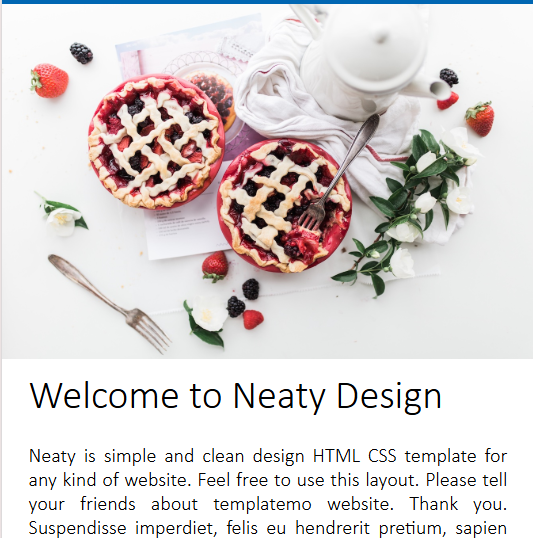 Welcome to Neaty Design
Neaty is simple and clean design HTML CSS template for
any kind of website. Feel free to use this layout. Please tell
your friends about templatemo website. Thank you.
Suspendisse imperdiet, felis eu hendrerit pretium, sapien